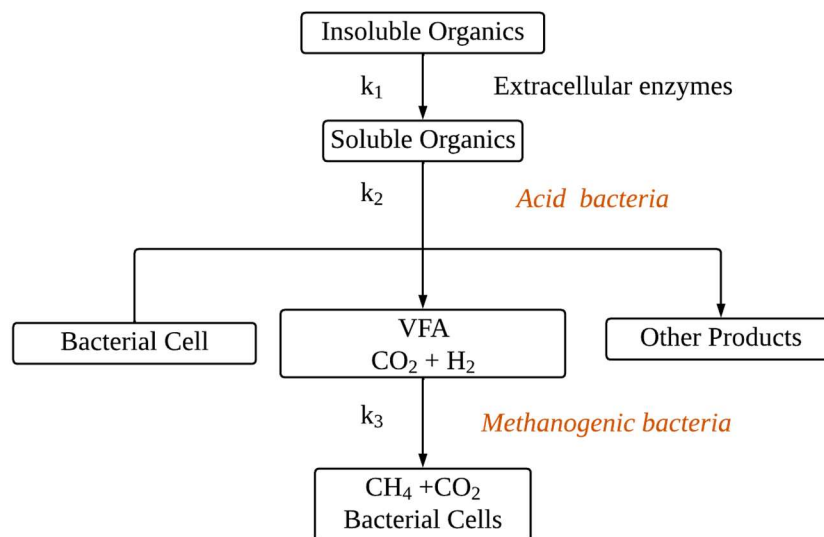 Insoluble Organics
k₁ Extracellular enzymes
Soluble Organics
k₂ Acid bacteria
Bacterial Cell
VFA
CO₂ + H₂
Other Products
k₃ Methanogenic bacteria
CH₄ +CO₂
Bacterial Cells